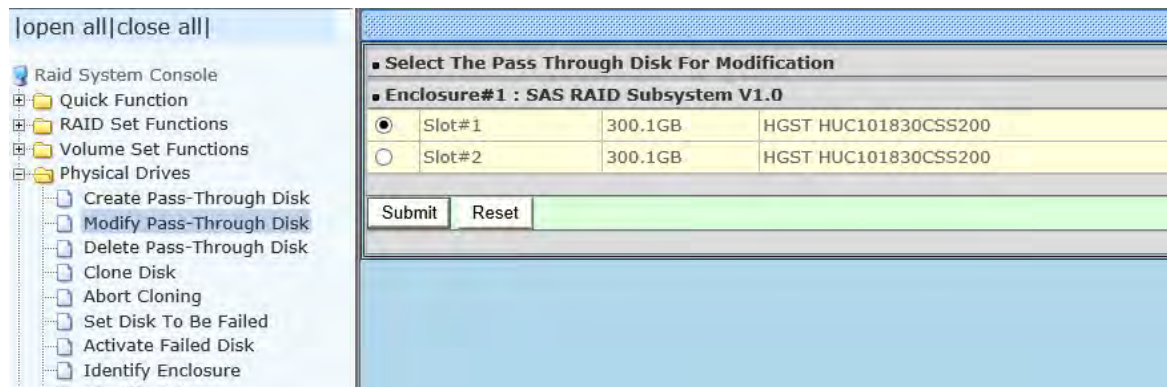 |open all|close all|
Raid System Console
Quick Function
RAID Set Functions
Volume Set Functions
Physical Drives
Create Pass-Through Disk
Modify Pass-Through Disk
Delete Pass-Through Disk
Clone Disk
Abort Cloning
Set Disk To Be Failed
Activate Failed Disk
Identify Enclosure
Select The Pass Through Disk For Modification
Enclosure#1 : SAS RAID Subsystem V1.0
Slot#1 300.1GB HGST HUC101830CSS200
Slot#2 300.1GB HGST HUC101830CSS200
Submit Reset